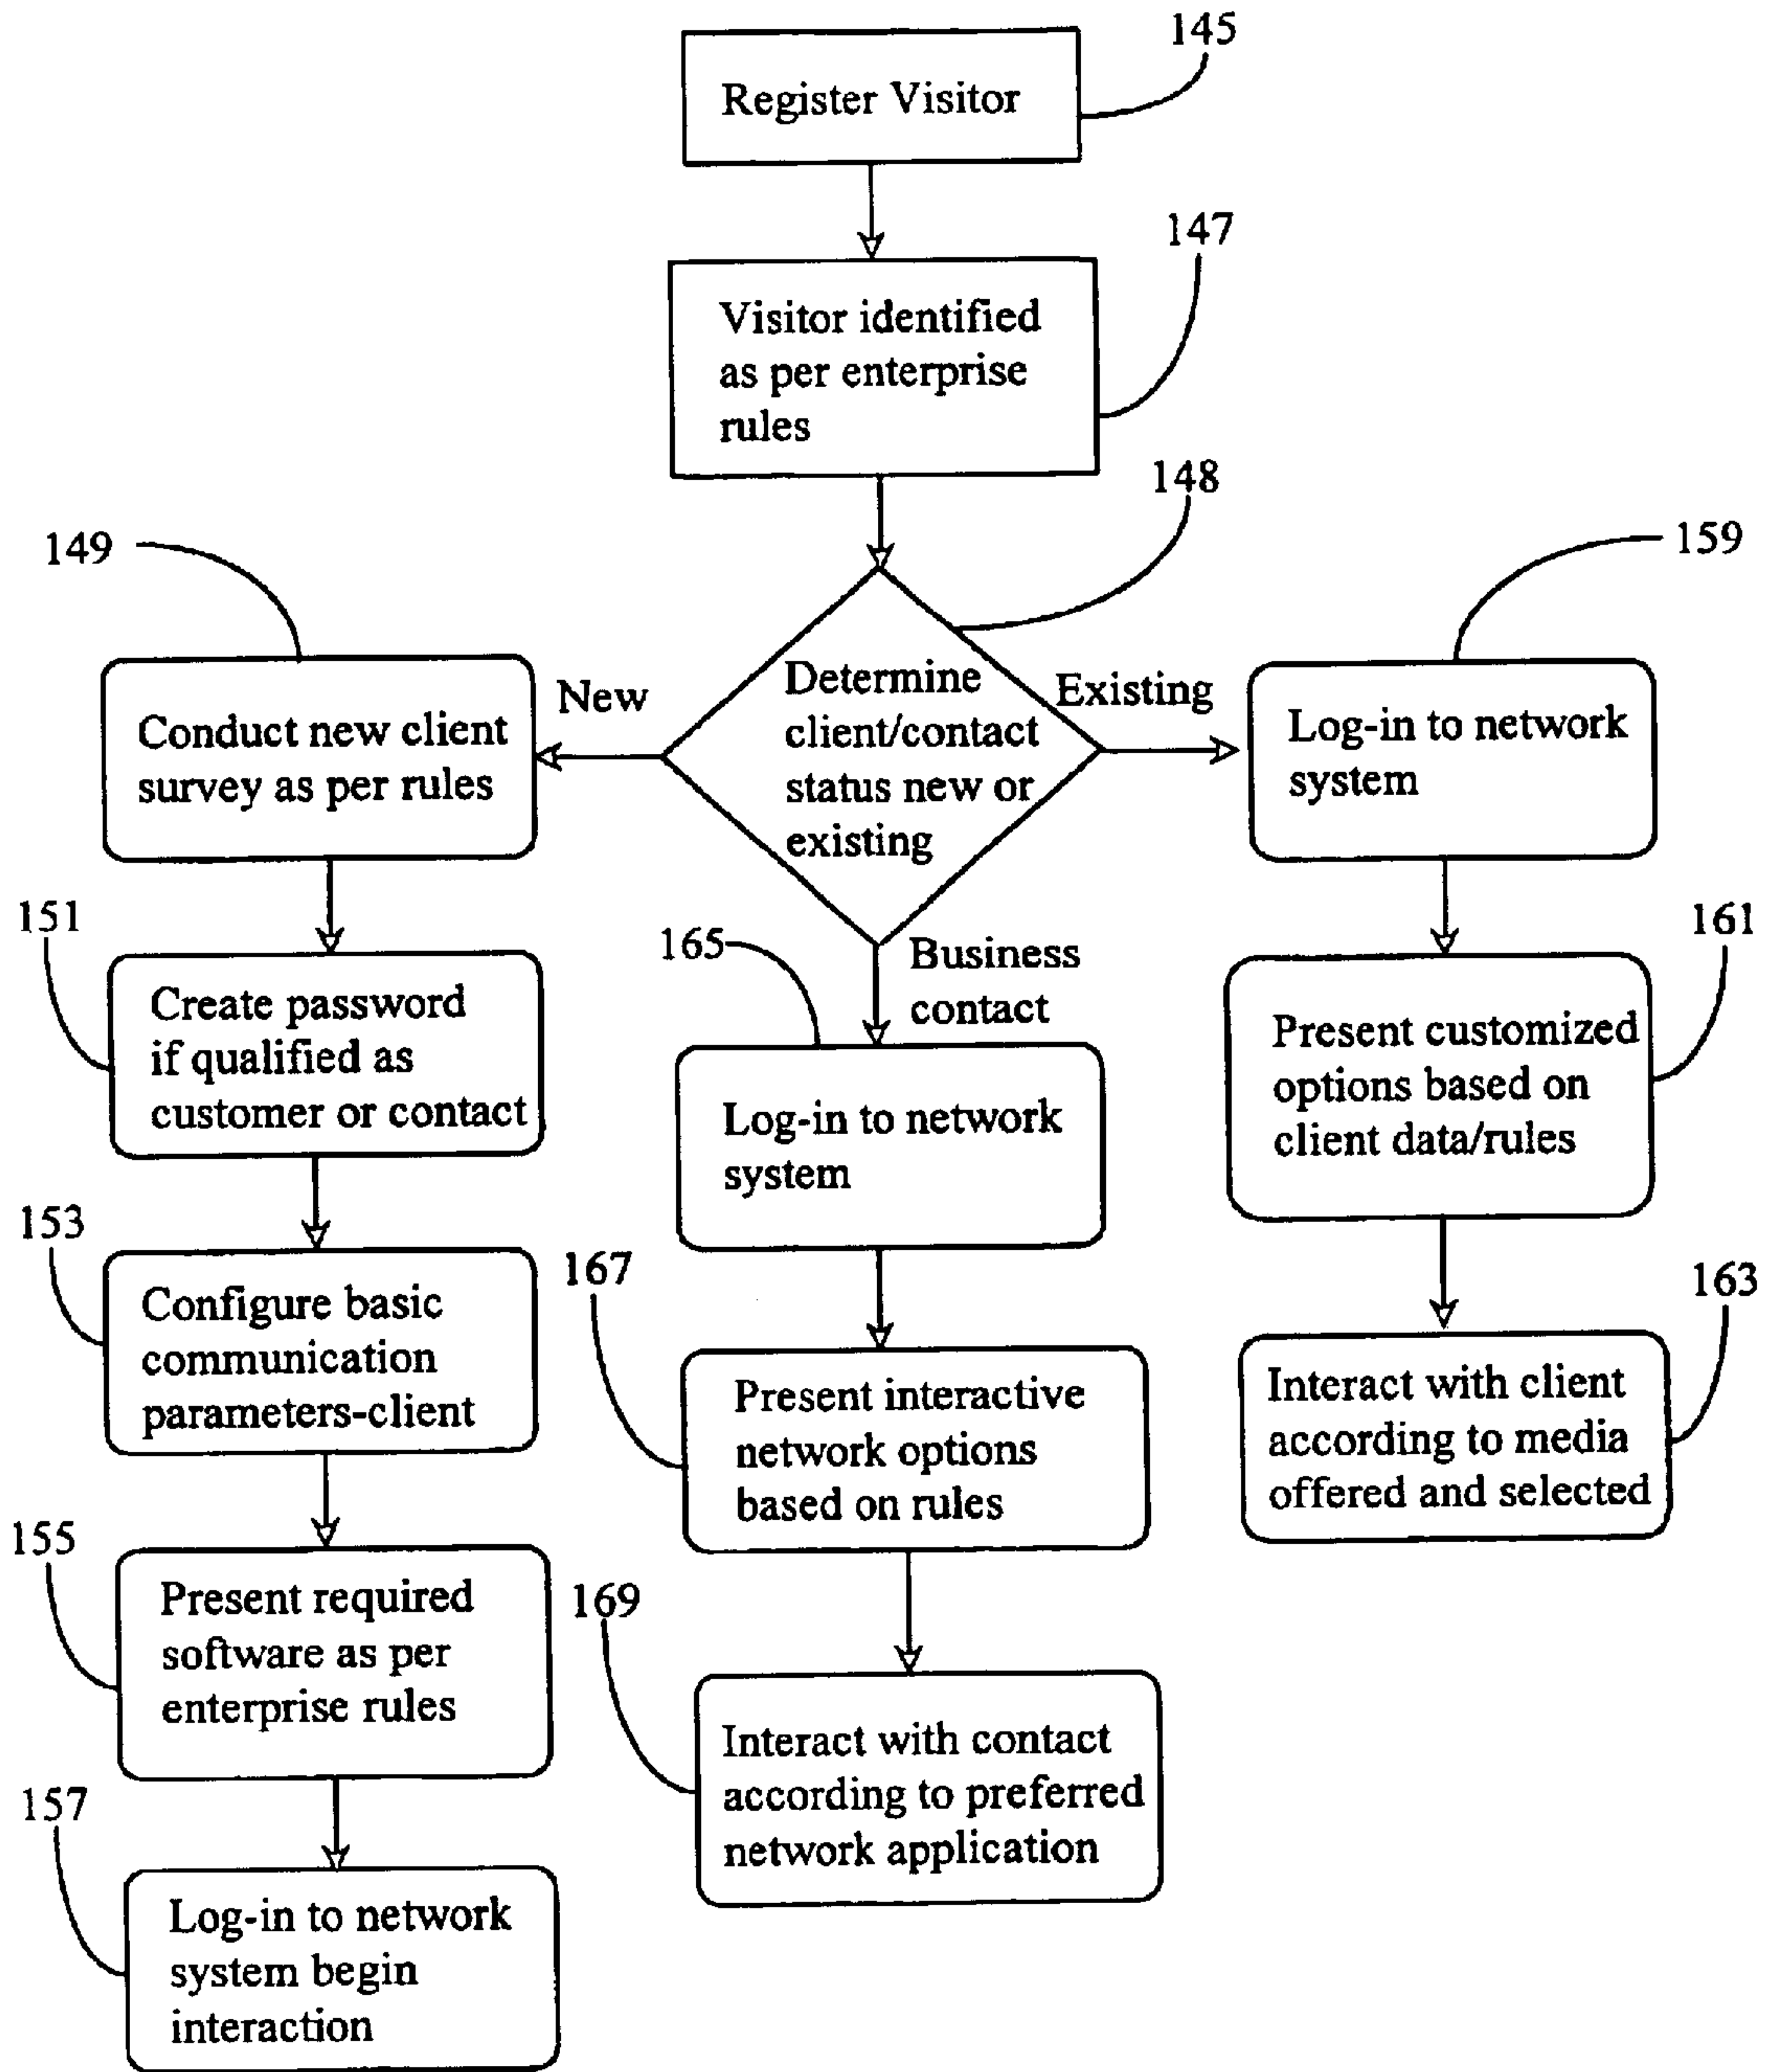 145
Register Visitor
147
Visitor identified
as per enterprise
rules
148
149
159
New
Determine
client/contact
status new or
existing
Existing
Conduct new client
survey as per rules
Log-in to network
system
151
165
Business
contact
161
Create password
if qualified as
customer or contact
Log-in to network
system
Present customized
options based on
client data/rules
153
167
163
Configure basic
communication
parameters-client
Present interactive
network options
based on rules
Interact with client
according to media
offered and selected
155
169
Present required
software as per
enterprise rules
Interact with contact
according to preferred
network application
157
Log-in to network
system begin
interaction